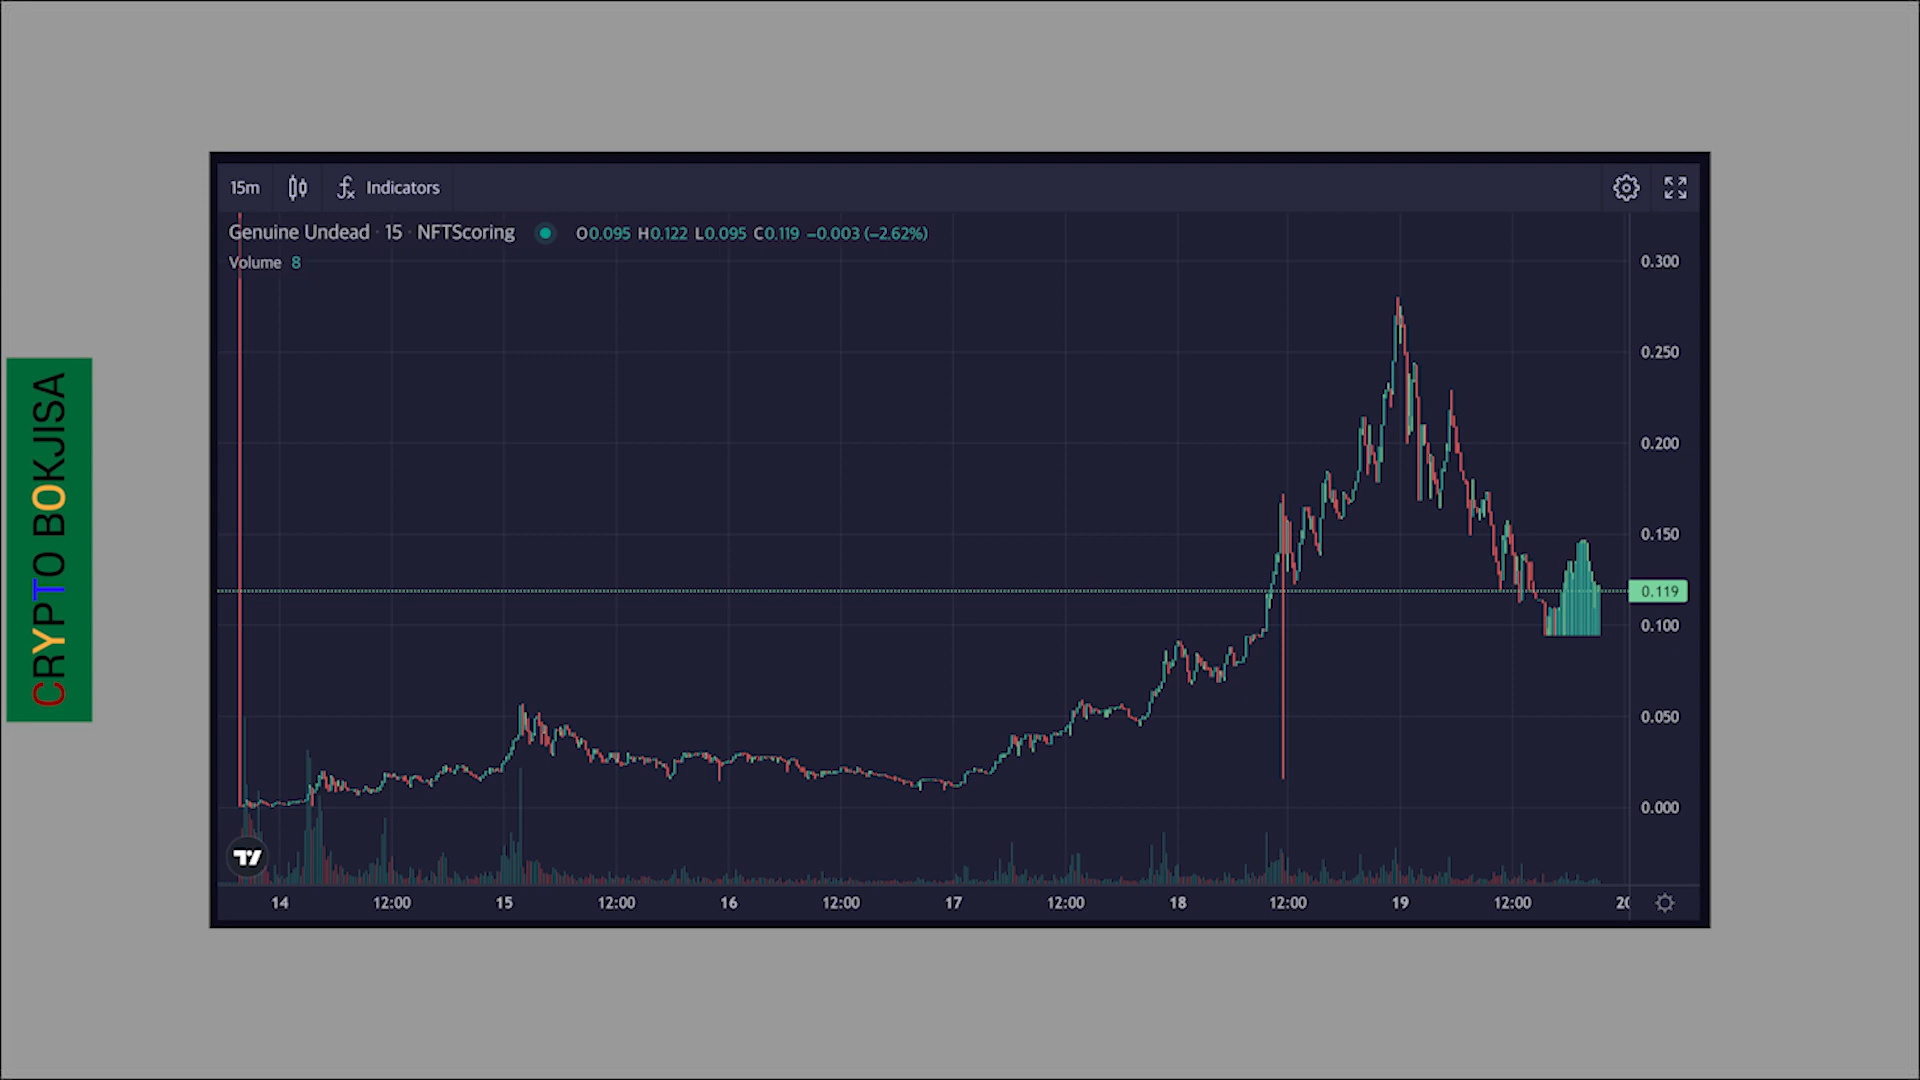 CRYPTO BOKJISA
15m Indicators
Genuine Undead · 15 · NFTScoring O0.095 H0.122 L0.095 C0.119 −0.003 (−2.62%)
Volume 8
0.300
0.250
0.200
0.150
0.119
0.100
0.050
0.000
14 12:00 15 12:00 16 12:00 17 12:00 18 12:00 19 12:00 20